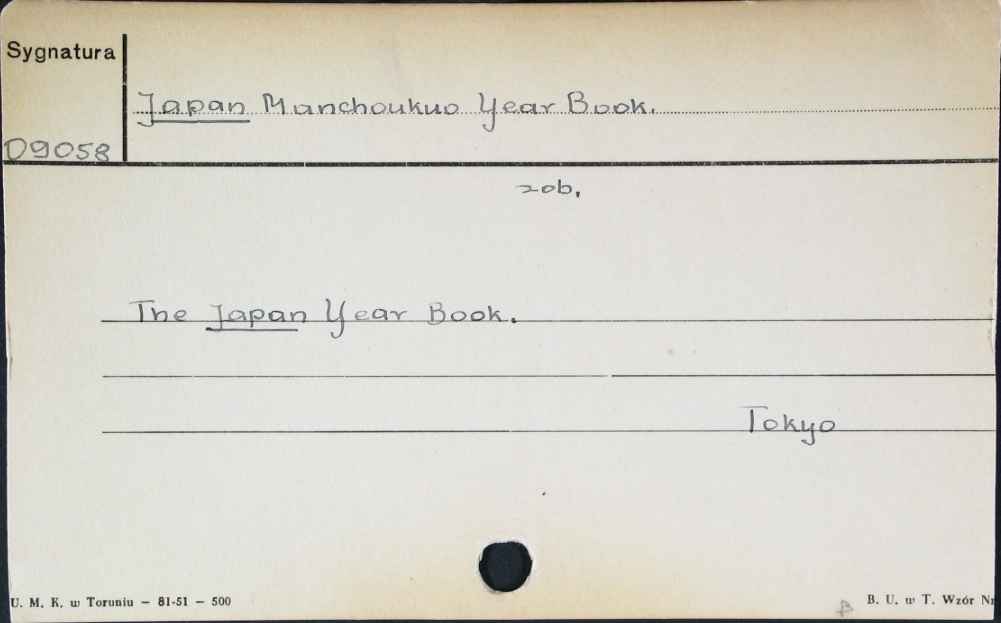 Sygnatura
Japan Manchoukuo Year Book.
D9058
zob.
The Japan Year Book.
Tokyo
U. M. K. w Toruniu — 81-51 — 500
B. U. w T. Wzór Nr